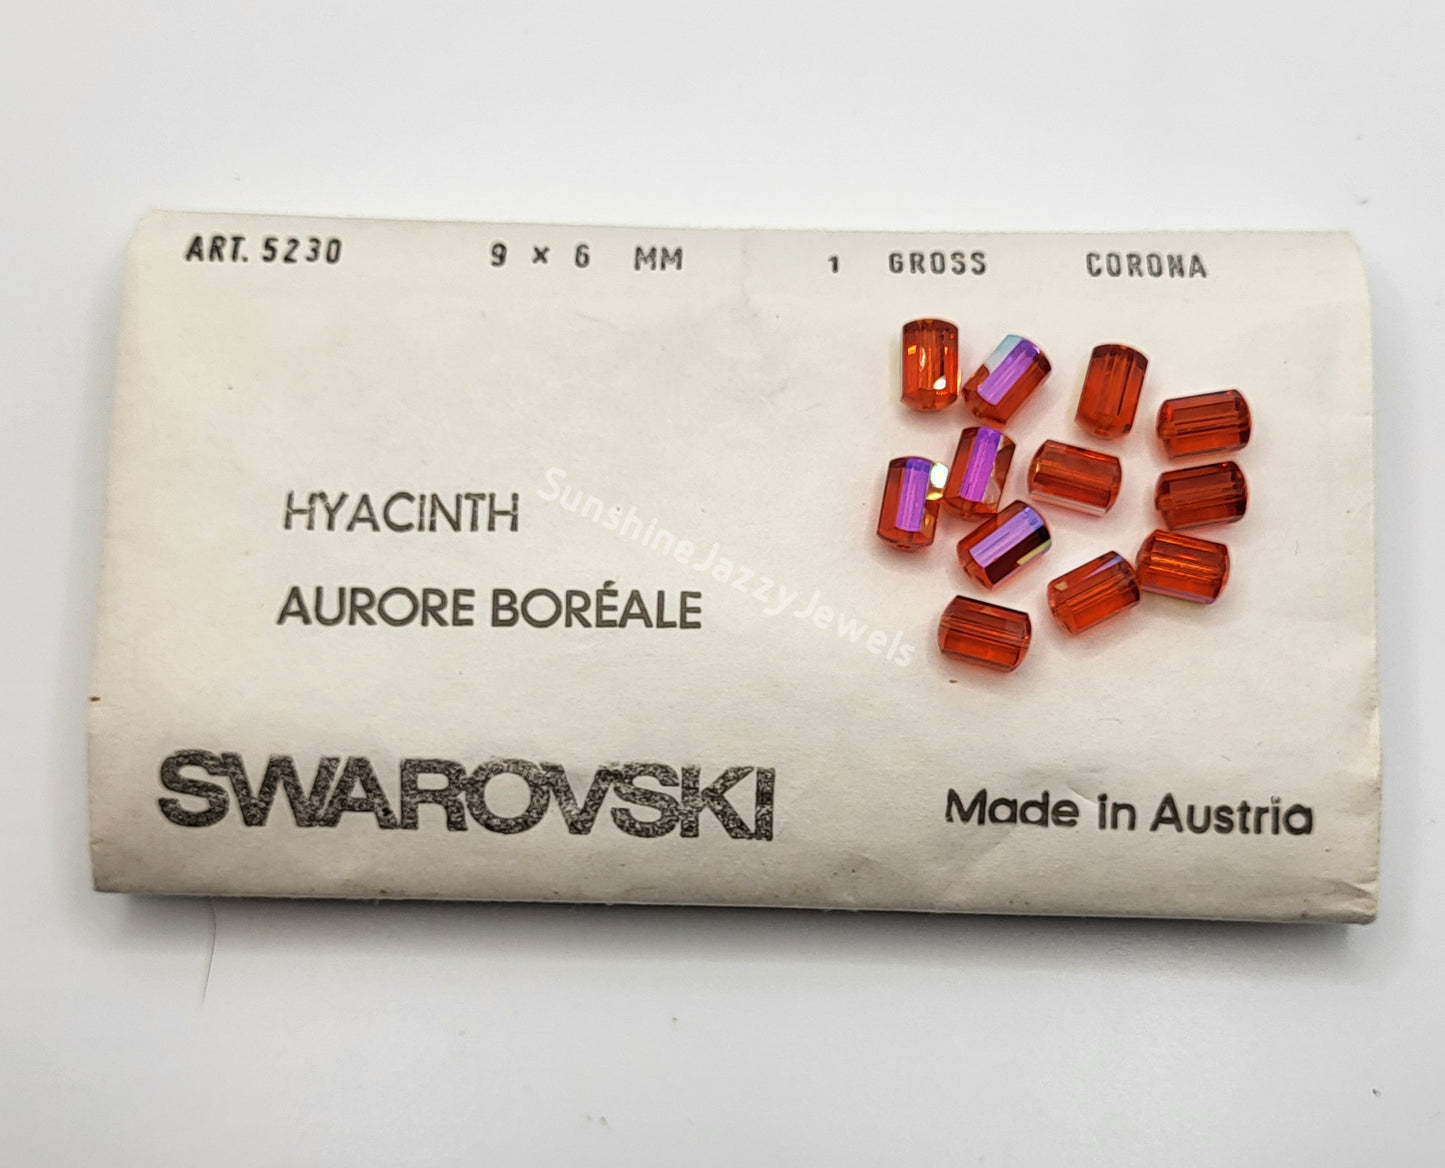 ART. 5230 9 x 6 MM 1 GROSS CORONA
HYACINTH
AURORE BORÉALE
SunshineJazzyJewels
SWAROVSKI
Made in Austria